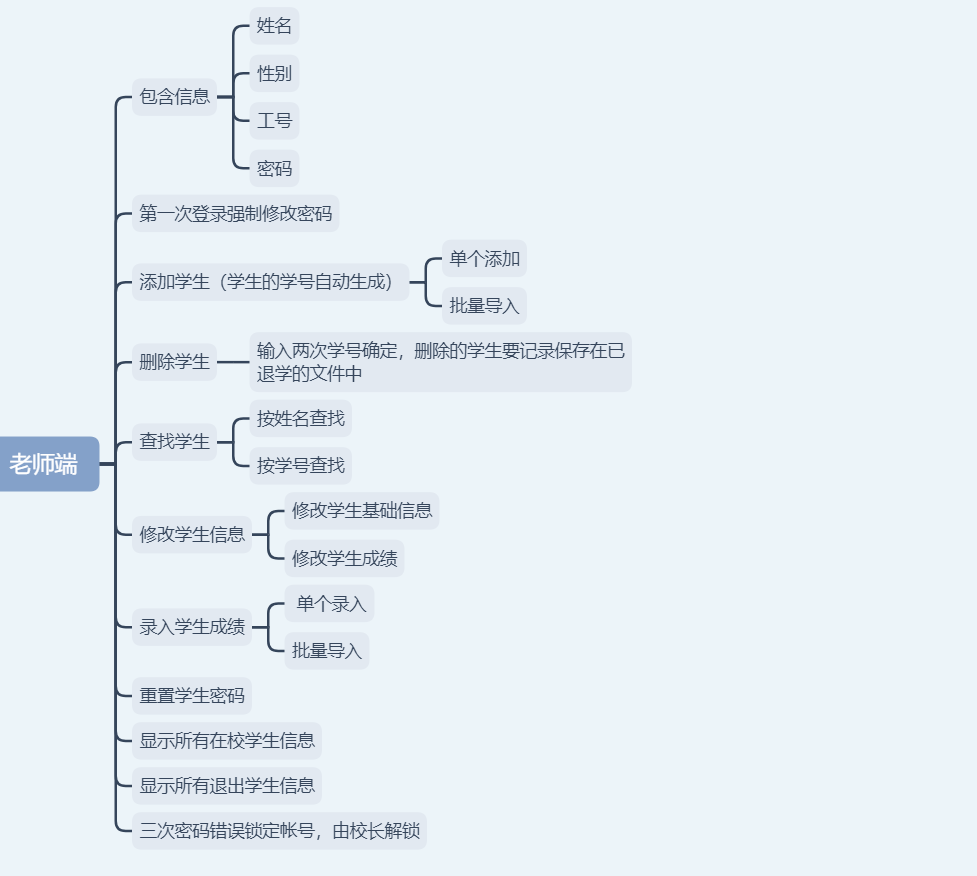 姓名
性别
包含信息
工号
密码
第一次登录强制修改密码
单个添加
添加学生（学生的学号自动生成）
批量导入
输入两次学号确定，删除的学生要记录保存在已
删除学生
退学的文件中
按姓名查找
查找学生
按学号查找
老师端
修改学生基础信息
修改学生信息
修改学生成绩
单个录入
录入学生成绩
批量导入
重置学生密码
显示所有在校学生信息
显示所有退出学生信息
三次密码错误锁定帐号，由校长解锁